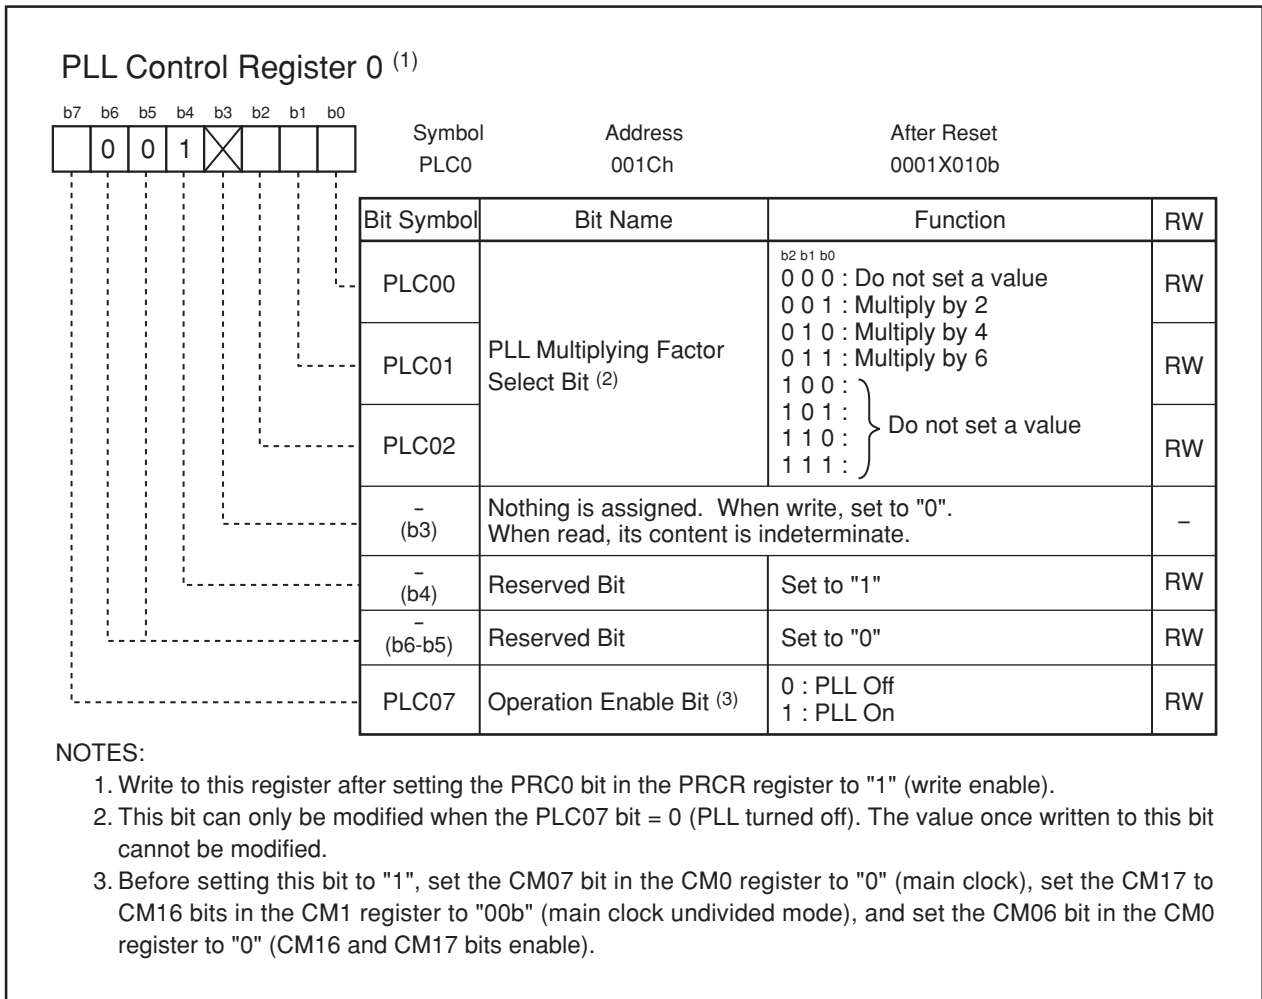 PLL Control Register 0 (1)
b7 b6 b5 b4 b3 b2 b1 b0
0 0 1
Symbol Address After Reset
PLC0 001Ch 0001X010b
Bit Symbol Bit Name Function RW
PLC00 RW
PLC01 PLL Multiplying Factor Select Bit (2) RW
PLC02 RW
b2 b1 b0
0 0 0 : Do not set a value
0 0 1 : Multiply by 2
0 1 0 : Multiply by 4
0 1 1 : Multiply by 6
1 0 0 :
1 0 1 :
1 1 0 :
1 1 1 :
Do not set a value
–
(b3)
Nothing is assigned. When write, set to "0".
When read, its content is indeterminate.
–
–
(b4)
Reserved Bit Set to "1" RW
–
(b6-b5)
Reserved Bit Set to "0" RW
PLC07 Operation Enable Bit (3)
0 : PLL Off
1 : PLL On
RW
NOTES:
1. Write to this register after setting the PRC0 bit in the PRCR register to "1" (write enable).
2. This bit can only be modified when the PLC07 bit = 0 (PLL turned off). The value once written to this bit
cannot be modified.
3. Before setting this bit to "1", set the CM07 bit in the CM0 register to "0" (main clock), set the CM17 to
CM16 bits in the CM1 register to "00b" (main clock undivided mode), and set the CM06 bit in the CM0
register to "0" (CM16 and CM17 bits enable).